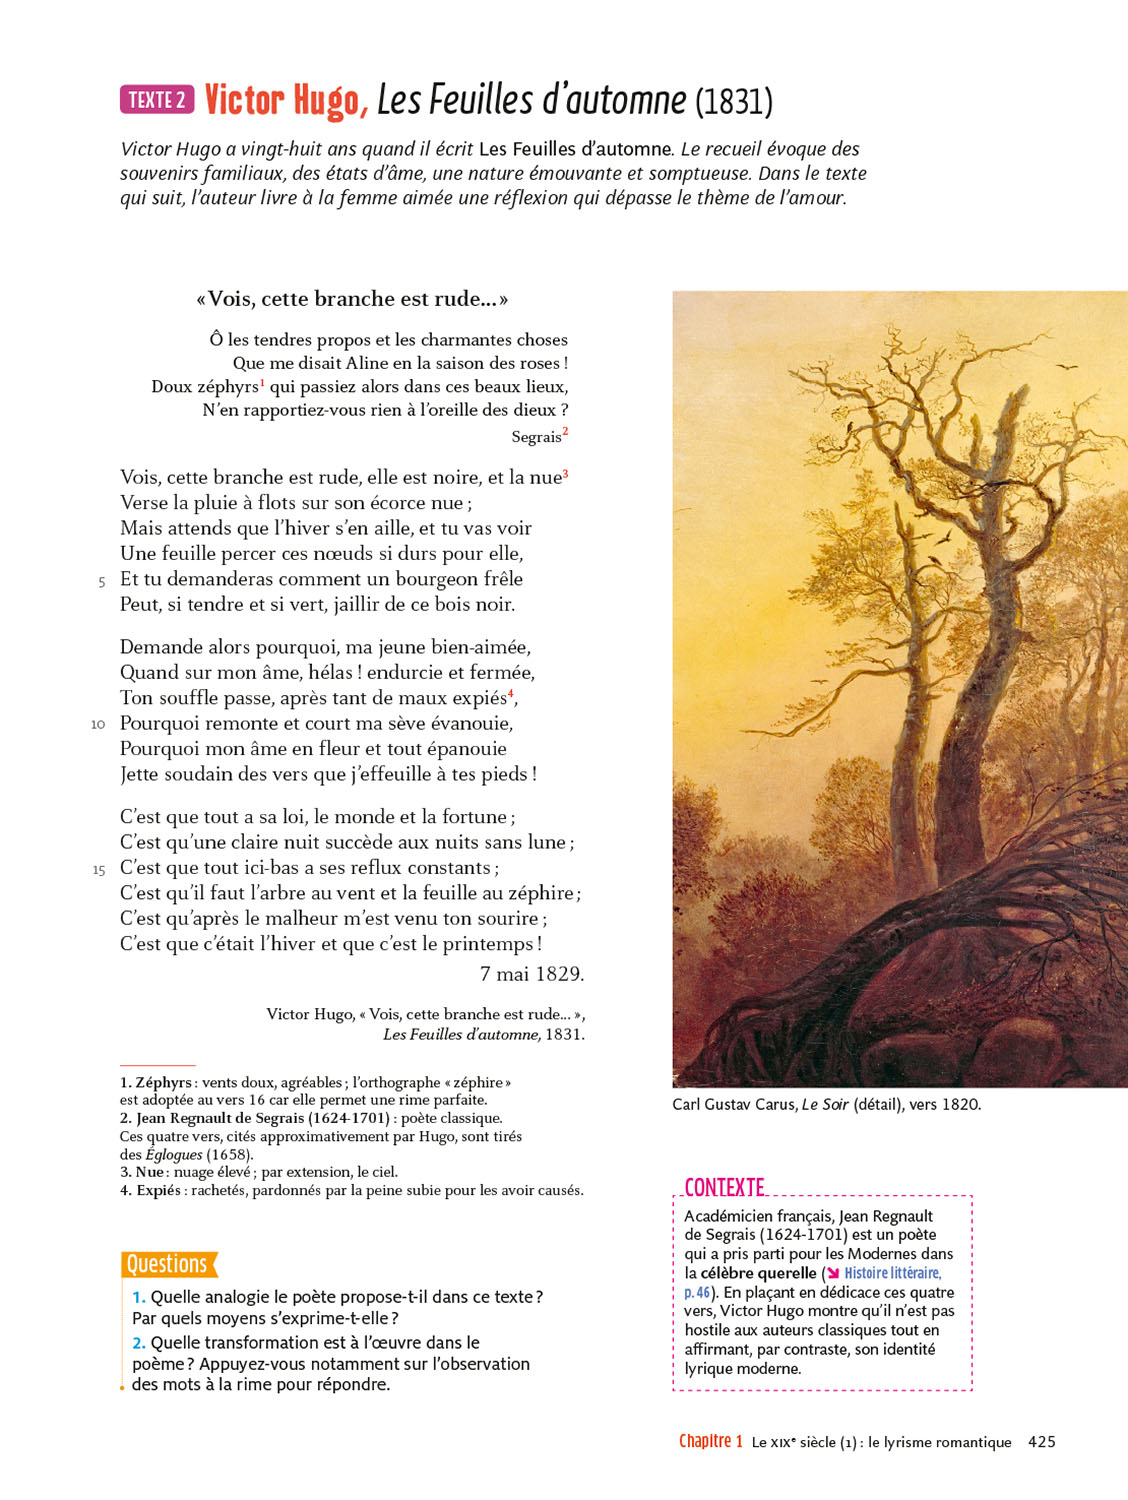 TEXTE 2 Victor Hugo, Les Feuilles d’automne (1831)
Victor Hugo a vingt-huit ans quand il écrit Les Feuilles d’automne. Le recueil évoque des
souvenirs familiaux, des états d’âme, une nature émouvante et somptueuse. Dans le texte
qui suit, l’auteur livre à la femme aimée une réflexion qui dépasse le thème de l’amour.
« Vois, cette branche est rude... »
Ô les tendres propos et les charmantes choses
Que me disait Aline en la saison des roses !
Doux zéphyrs1 qui passiez alors dans ces beaux lieux,
N’en rapportiez-vous rien à l’oreille des dieux ?
Segrais2
Vois, cette branche est rude, elle est noire, et la nue3
Verse la pluie à flots sur son écorce nue ;
Mais attends que l’hiver s’en aille, et tu vas voir
Une feuille percer ces nœuds si durs pour elle,
5 Et tu demanderas comment un bourgeon frêle
Peut, si tendre et si vert, jaillir de ce bois noir.
Demande alors pourquoi, ma jeune bien-aimée,
Quand sur mon âme, hélas ! endurcie et fermée,
Ton souffle passe, après tant de maux expiés4,
10 Pourquoi remonte et court ma sève évanouie,
Pourquoi mon âme en fleur et tout épanouie
Jette soudain des vers que j’effeuille à tes pieds !
C’est que tout a sa loi, le monde et la fortune ;
C’est qu’une claire nuit succède aux nuits sans lune ;
15 C’est que tout ici-bas a ses reflux constants ;
C’est qu’il faut l’arbre au vent et la feuille au zéphire ;
C’est qu’après le malheur m’est venu ton sourire ;
C’est que c’était l’hiver et que c’est le printemps !
7 mai 1829.
Victor Hugo, « Vois, cette branche est rude... »,
Les Feuilles d’automne, 1831.
1. Zéphyrs : vents doux, agréables ; l’orthographe « zéphire »
est adoptée au vers 16 car elle permet une rime parfaite.
2. Jean Regnault de Segrais (1624-1701) : poète classique.
Ces quatre vers, cités approximativement par Hugo, sont tirés
des Églogues (1658).
3. Nue : nuage élevé ; par extension, le ciel.
4. Expiés : rachetés, pardonnés par la peine subie pour les avoir causés.
Questions
1. Quelle analogie le poète propose-t-il dans ce texte ?
Par quels moyens s’exprime-t-elle ?
2. Quelle transformation est à l’œuvre dans le
poème ? Appuyez-vous notamment sur l’observation
des mots à la rime pour répondre.
Carl Gustav Carus, Le Soir (détail), vers 1820.
CONTEXTE
Académicien français, Jean Regnault
de Segrais (1624-1701) est un poète
qui a pris parti pour les Modernes dans
la célèbre querelle (➘ Histoire littéraire,
p. 46). En plaçant en dédicace ces quatre
vers, Victor Hugo montre qu’il n’est pas
hostile aux auteurs classiques tout en
affirmant, par contraste, son identité
lyrique moderne.
Chapitre 1 Le XIXe siècle (1) : le lyrisme romantique 425